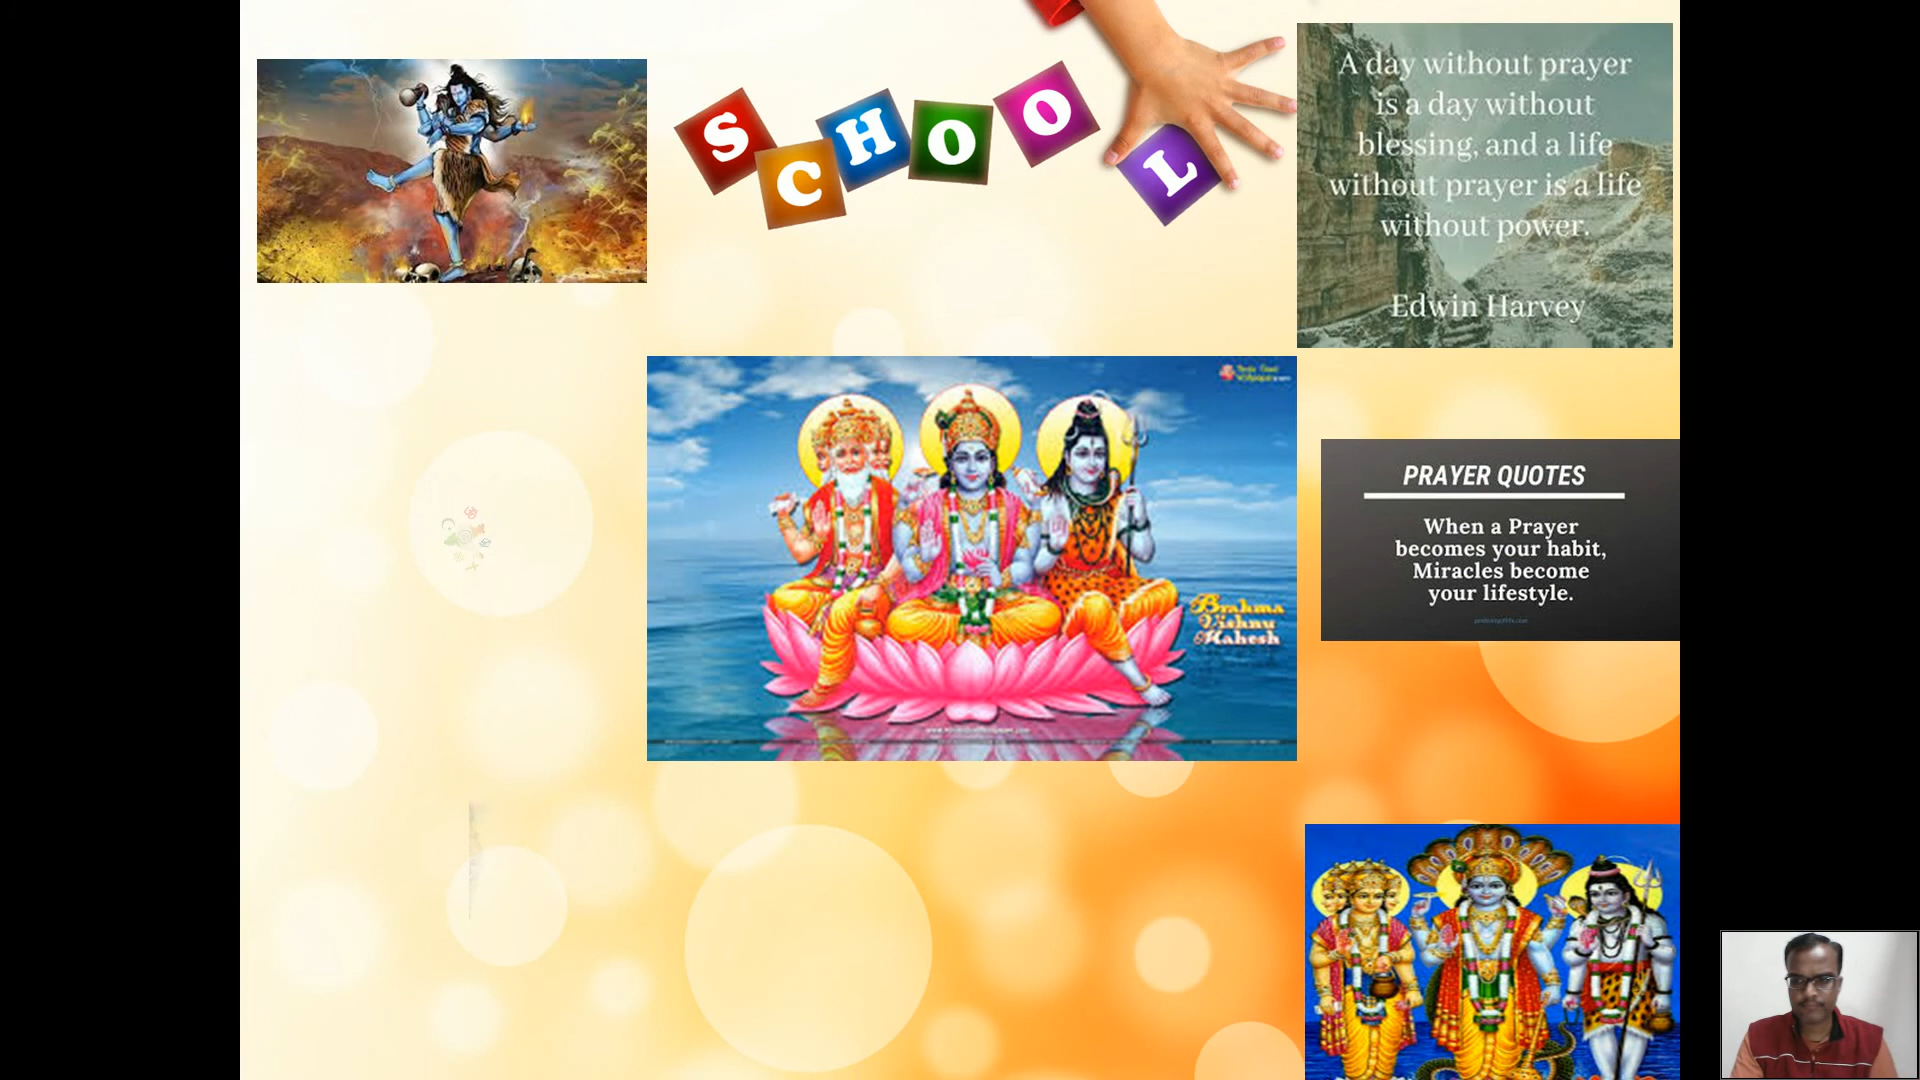 SCHOOL
A day without prayer
is a day without
blessing, and a life
without prayer is a life
without power.
Edwin Harvey
Brahma
Vishnu
Mahesh
PRAYER QUOTES
When a Prayer
becomes your habit,
Miracles become
your lifestyle.